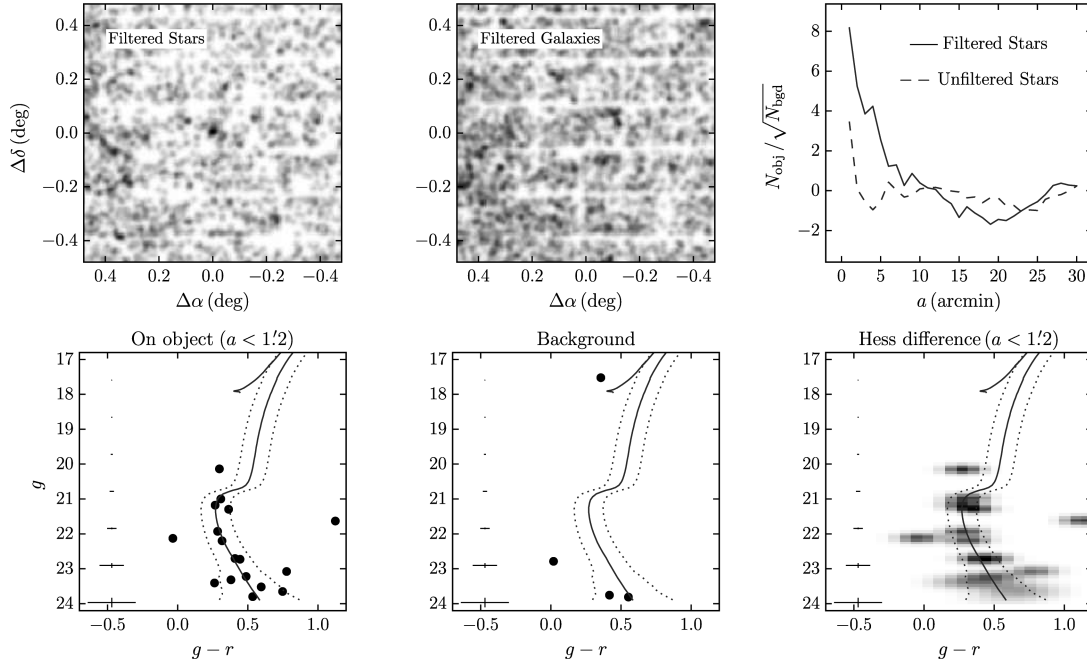 Filtered Stars
0.4
0.2
0.0
−0.2
−0.4
Δδ (deg)
0.4 0.2 0.0 −0.2 −0.4
Δα (deg)
Filtered Galaxies
0.4
0.2
0.0
−0.2
−0.4
0.4 0.2 0.0 −0.2 −0.4
Δα (deg)
Filtered Stars
Unfiltered Stars
8
6
4
2
0
−2
N_obj / √N_bgd
0 5 10 15 20 25 30
a (arcmin)
On object (a < 1.′2)
17
18
19
20
21
22
23
24
g
−0.5 0.0 0.5 1.0
g − r
Background
17
18
19
20
21
22
23
24
−0.5 0.0 0.5 1.0
g − r
Hess difference (a < 1.′2)
17
18
19
20
21
22
23
24
−0.5 0.0 0.5 1.0
g − r